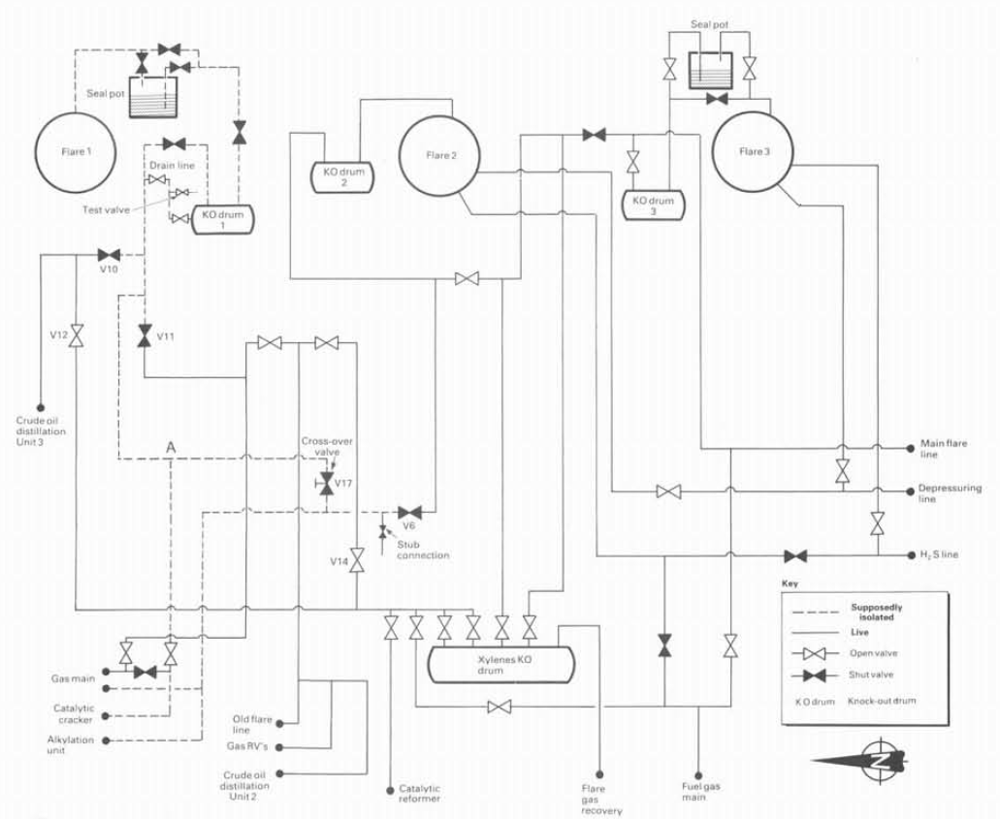 Seal pot
Seal pot
Flare 1
Flare 2
Flare 3
KO drum
2
Drain line
Test valve
KO drum
1
KO drum
3
V10
V12
V11
Crude oil
distillation
Unit 3
A
Cross-over
valve
V17
Main flare
line
Depressuring
line
V6
Stub
connection
V14
H2 S line
Key
Supposedly
isolated
Live
Open valve
Shut valve
K O drum Knock-out drum
Xylenes KO
drum
Gas main
Catalytic
cracker
Alkylation
unit
Old flare
line
Gas RV's
Crude oil
distillation
Unit 2
Catalytic
reformer
Flare
gas
recovery
Fuel gas
main
N